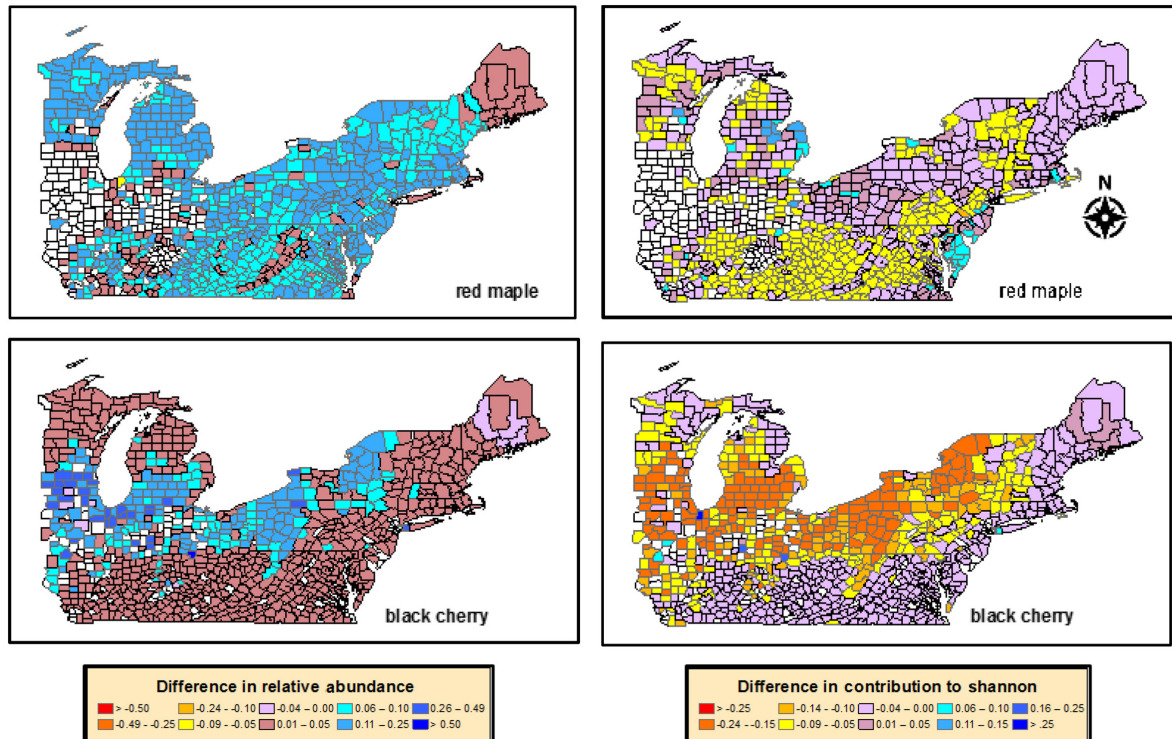 red maple
N
red maple
black cherry
black cherry
Difference in relative abundance
> -0.50 -0.24 - -0.10 -0.04 – 0.00 0.06 – 0.10 0.26 – 0.49
-0.49 - -0.25 -0.09 – -0.05 0.01 – 0.05 0.11 – 0.25 > 0.50
Difference in contribution to shannon
> -0.25 -0.14 - -0.10 -0.04 – 0.00 0.06 – 0.10 0.16 – 0.25
-0.24 - -0.15 -0.09 – -0.05 0.01 – 0.05 0.11 – 0.15 > .25